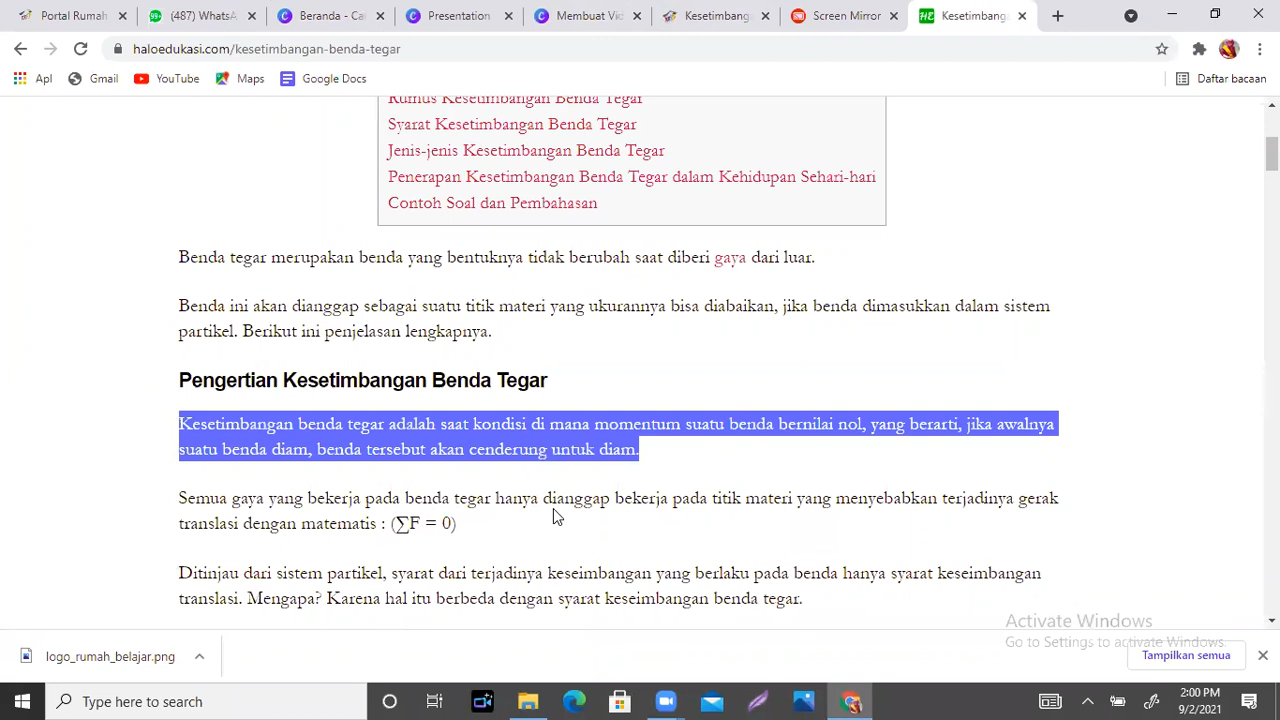 Portal Rumah
(487) WhatsA
Beranda - Can
Presentation
Membuat Vid
Kesetimbang
Screen Mirror
Kesetimbang
haloedukasi.com/kesetimbangan-benda-tegar
Apl
Gmail
YouTube
Maps
Google Docs
Daftar bacaan
Rumus Kesetimbangan Benda Tegar
Syarat Kesetimbangan Benda Tegar
Jenis-jenis Kesetimbangan Benda Tegar
Penerapan Kesetimbangan Benda Tegar dalam Kehidupan Sehari-hari
Contoh Soal dan Pembahasan
Benda tegar merupakan benda yang bentuknya tidak berubah saat diberi gaya dari luar.
Benda ini akan dianggap sebagai suatu titik materi yang ukurannya bisa diabaikan, jika benda dimasukkan dalam sistem
partikel. Berikut ini penjelasan lengkapnya.
Pengertian Kesetimbangan Benda Tegar
Kesetimbangan benda tegar adalah saat kondisi di mana momentum suatu benda bernilai nol, yang berarti, jika awalnya
suatu benda diam, benda tersebut akan cenderung untuk diam.
Semua gaya yang bekerja pada benda tegar hanya dianggap bekerja pada titik materi yang menyebabkan terjadinya gerak
translasi dengan matematis : (∑F = 0)
Ditinjau dari sistem partikel, syarat dari terjadinya keseimbangan yang berlaku pada benda hanya syarat keseimbangan
translasi. Mengapa? Karena hal itu berbeda dengan syarat keseimbangan benda tegar.
Activate Windows
Go to Settings to activate Windows.
logo_rumah_belajar.png
Tampilkan semua
Type here to search
2:00 PM
9/2/2021